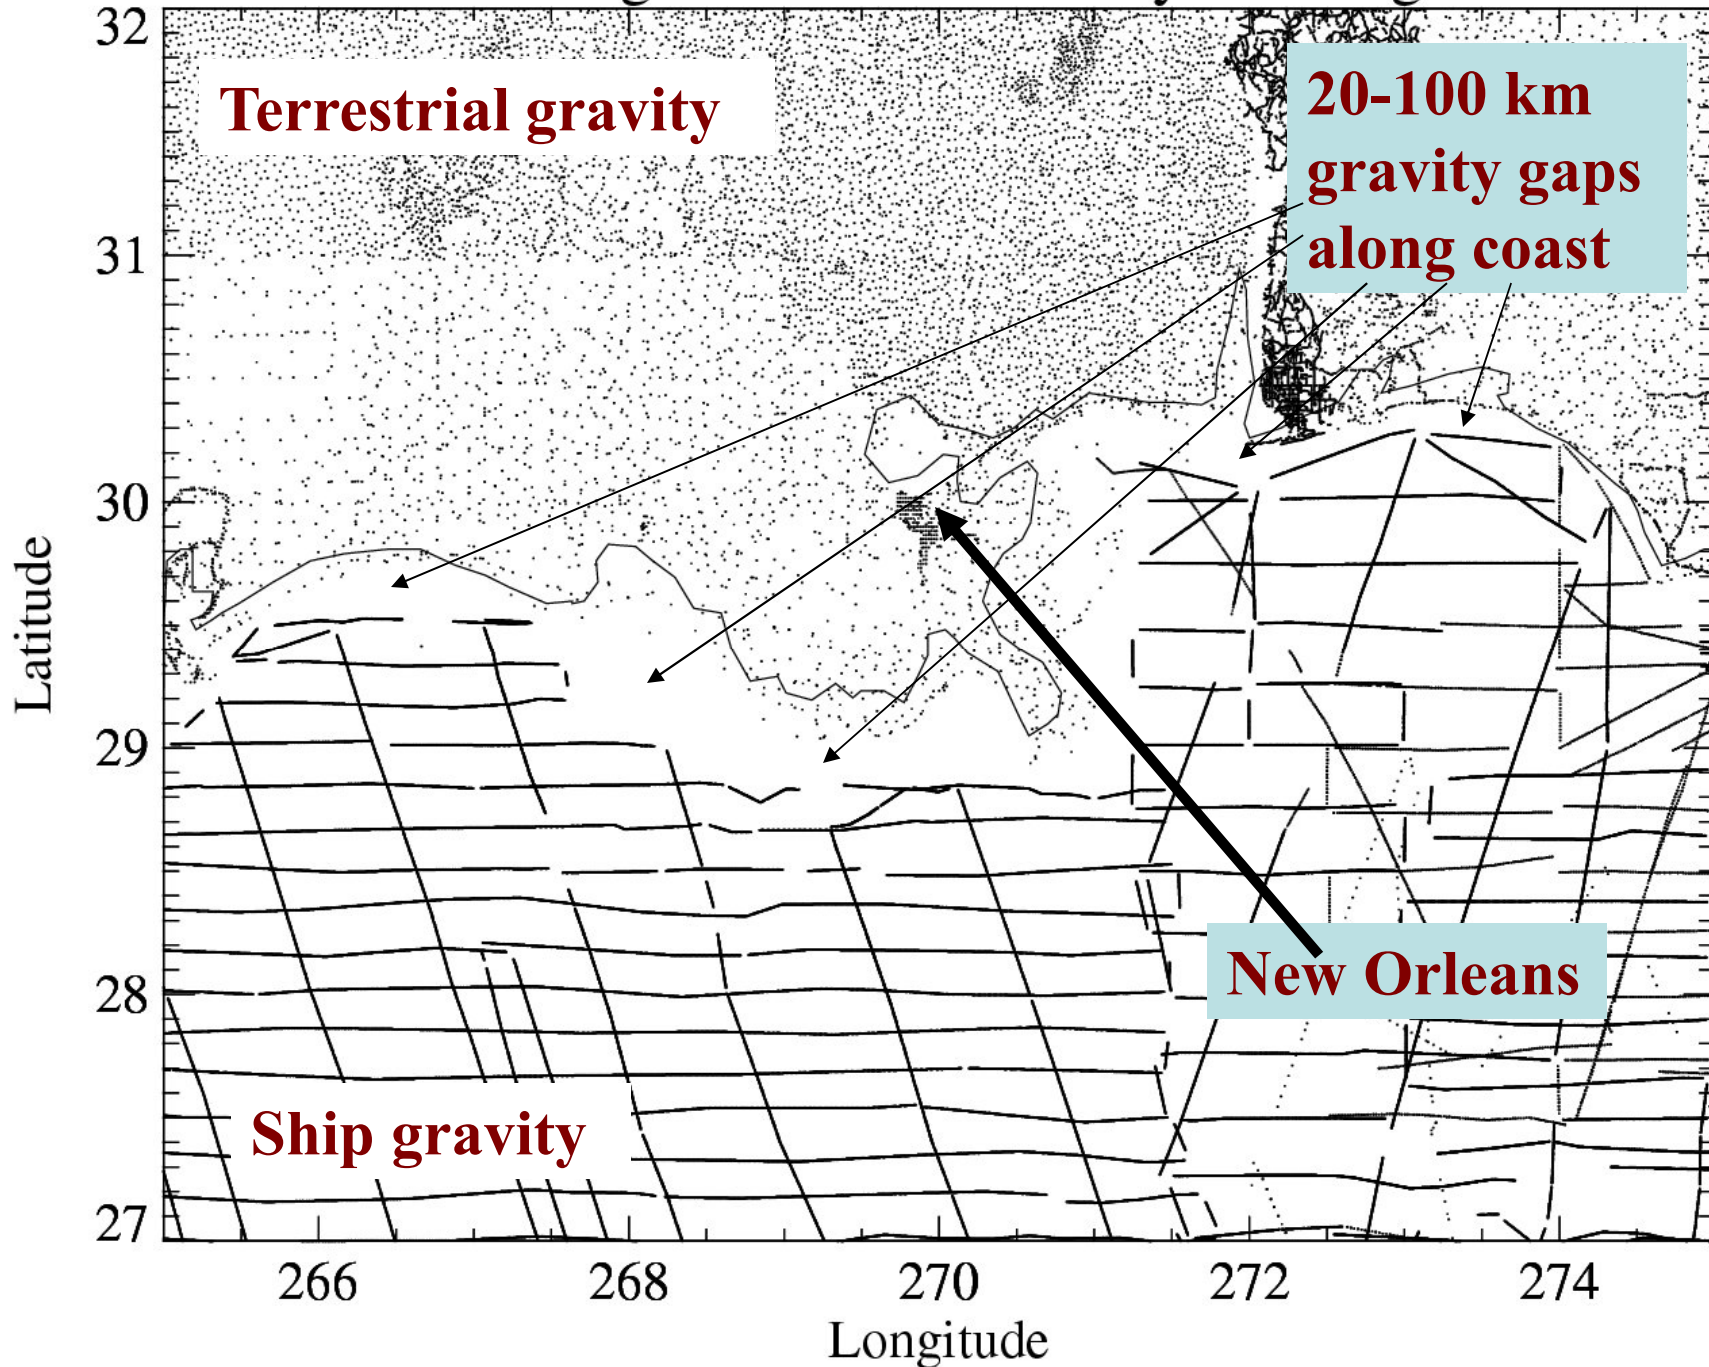 32
Terrestrial gravity
20-100 km
gravity gaps
along coast
31
30
Latitude
29
New Orleans
28
Ship gravity
27
266 268 270 272 274
Longitude